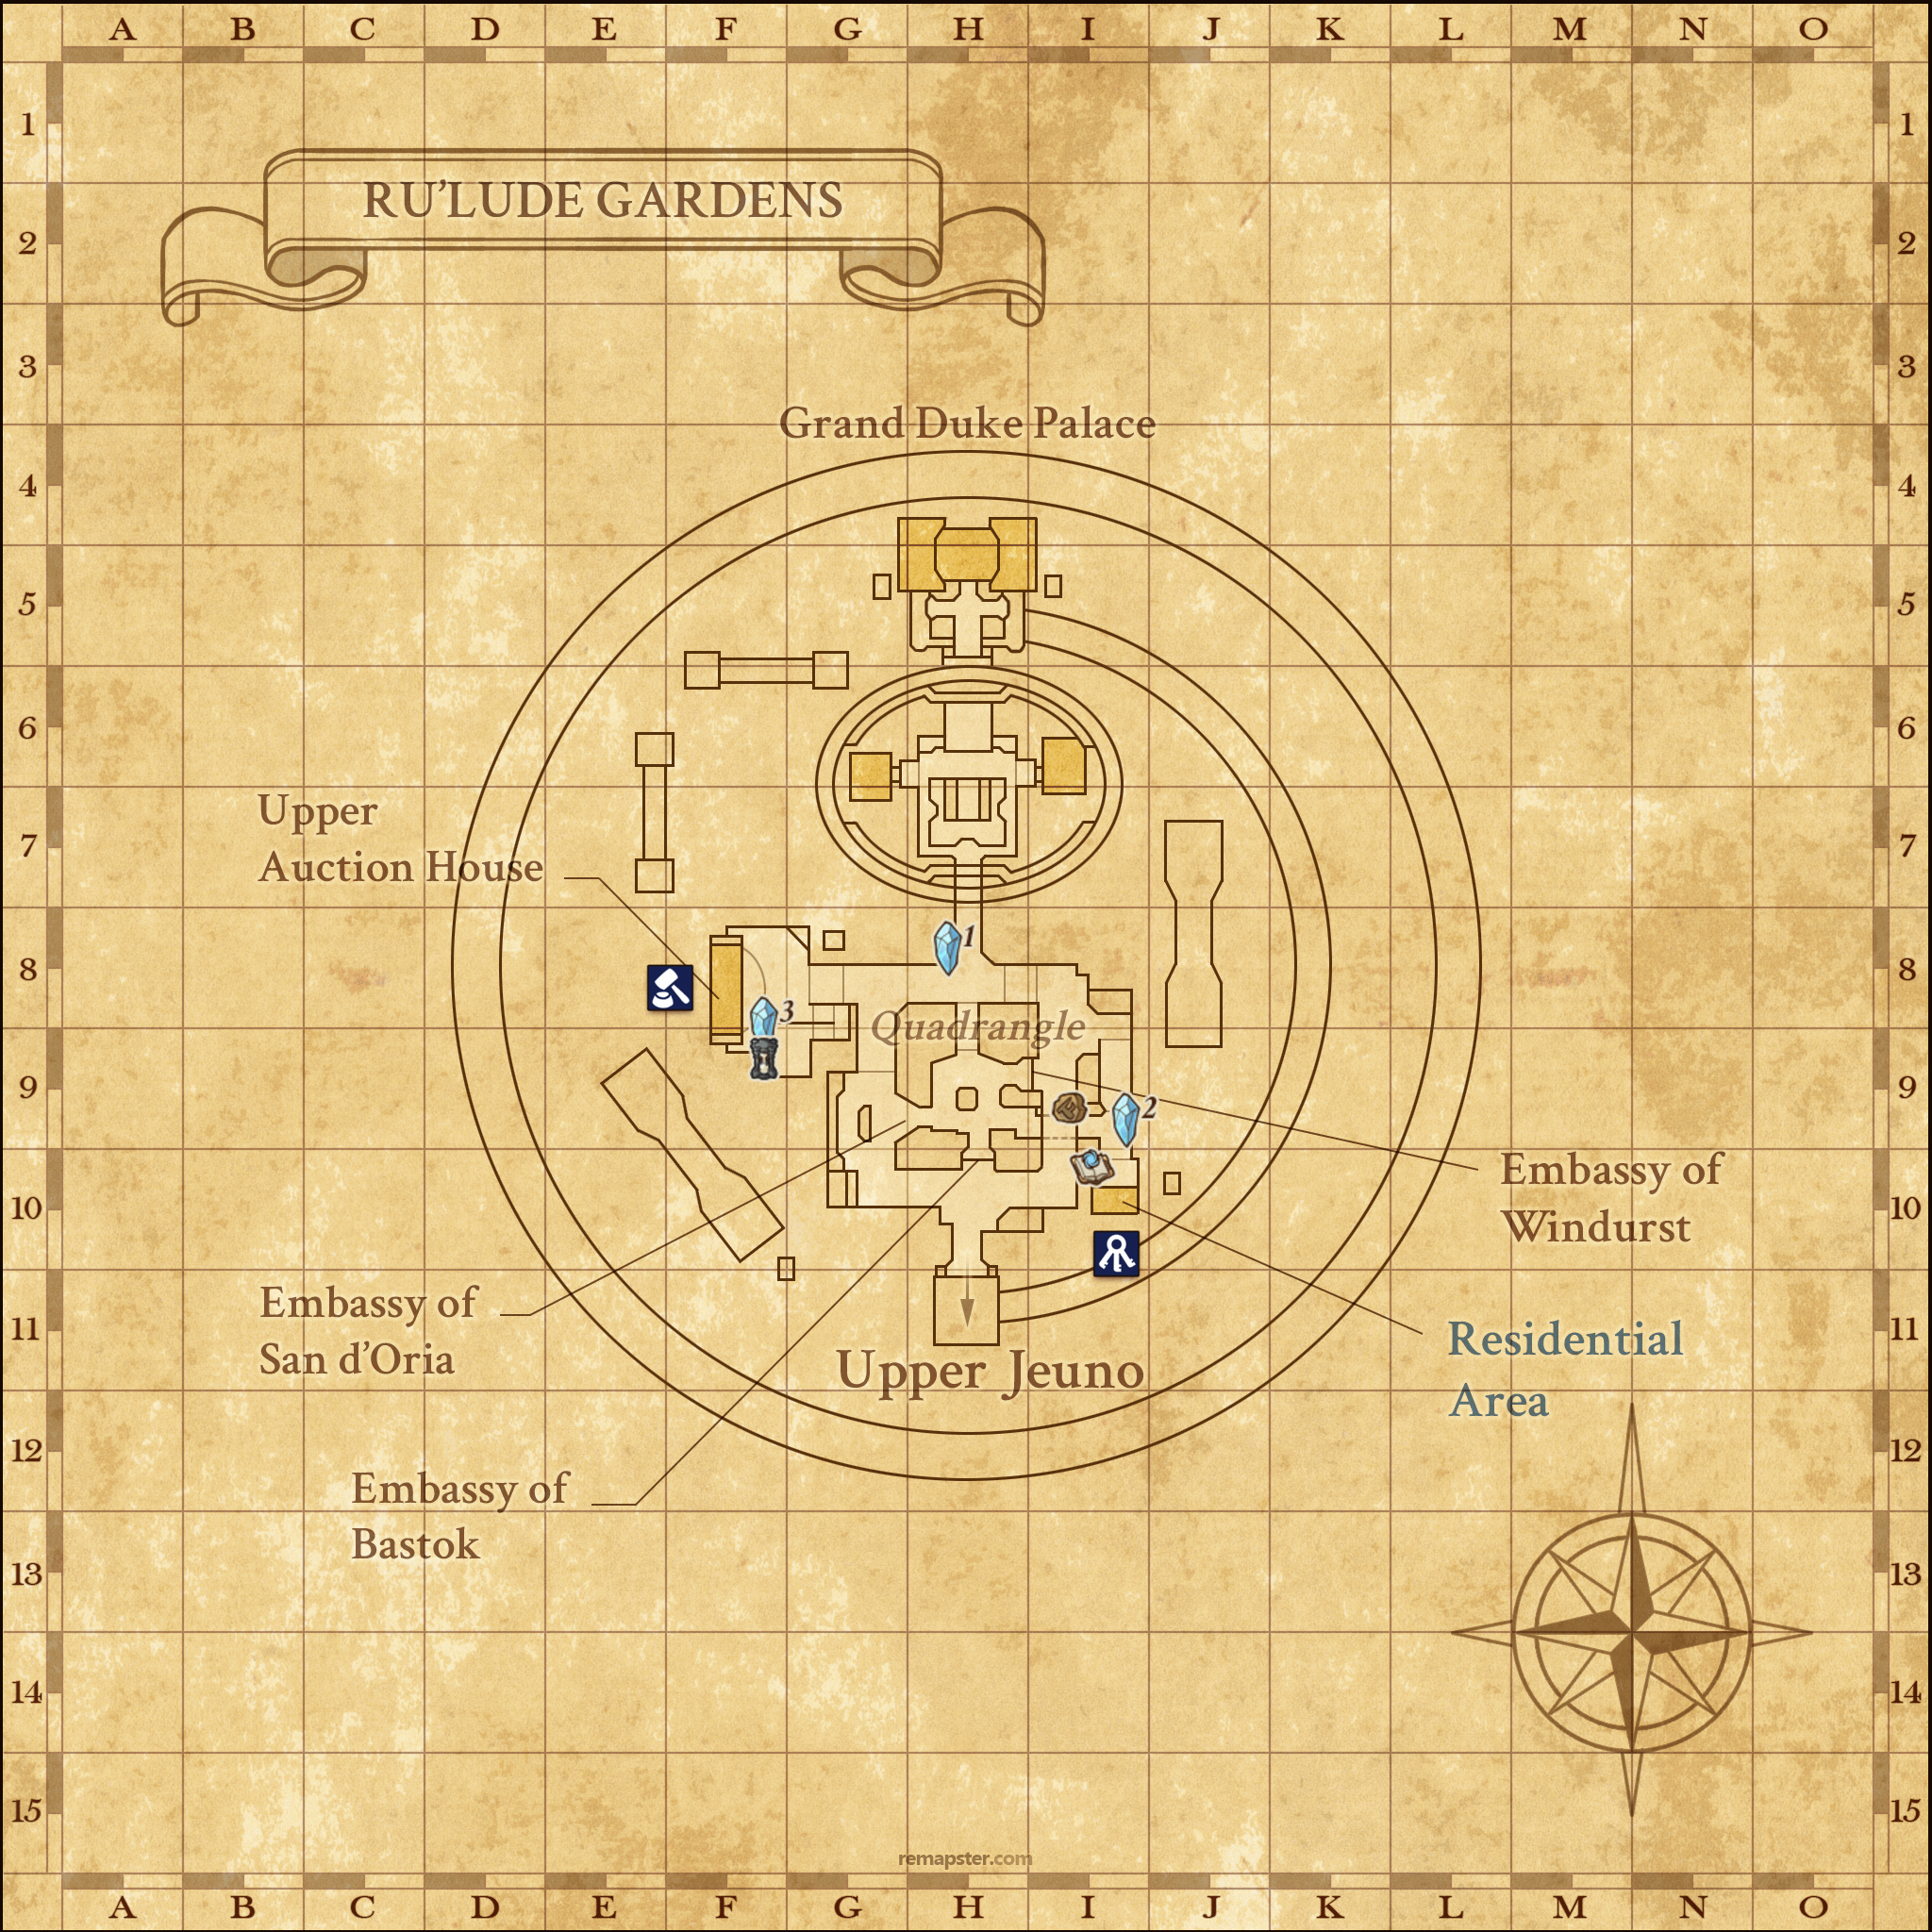 A B C D E F G H I J K L M N O
1 1
RU’LUDE GARDENS
2 2
3 3
Grand Duke Palace
4 4
5 5
6 6
Upper
Auction House
7 7
1
8 8
3
Quadrangle
9 9
2
Embassy of
Windurst
10 10
Embassy of
San d’Oria
11 11
Residential
Area
Upper Jeuno
12 12
Embassy of
Bastok
13 13
14 14
15 15
remapster.com
A B C D E F G H I J K L M N O